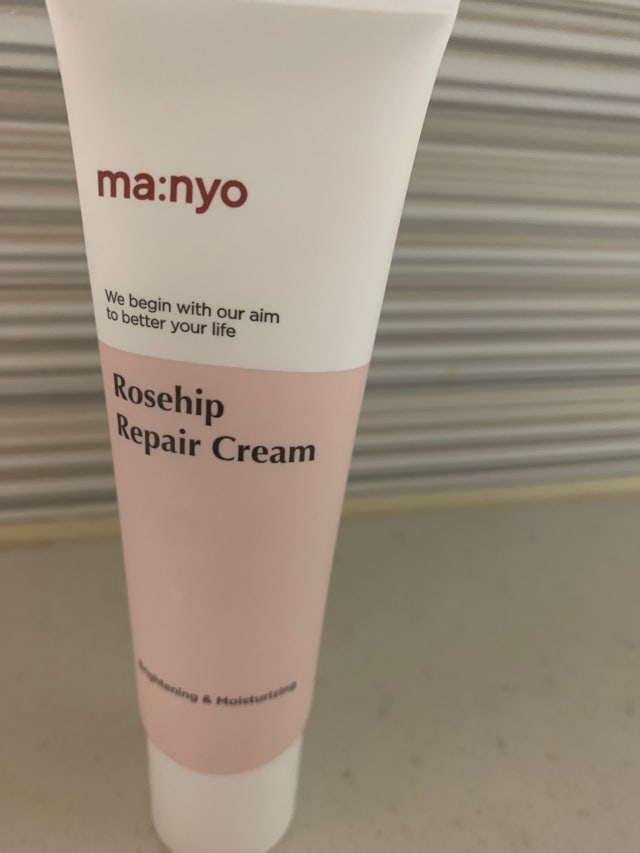 ma:nyo
We begin with our aim
to better your life
Rosehip
Repair Cream
Brightening & Moisturizing